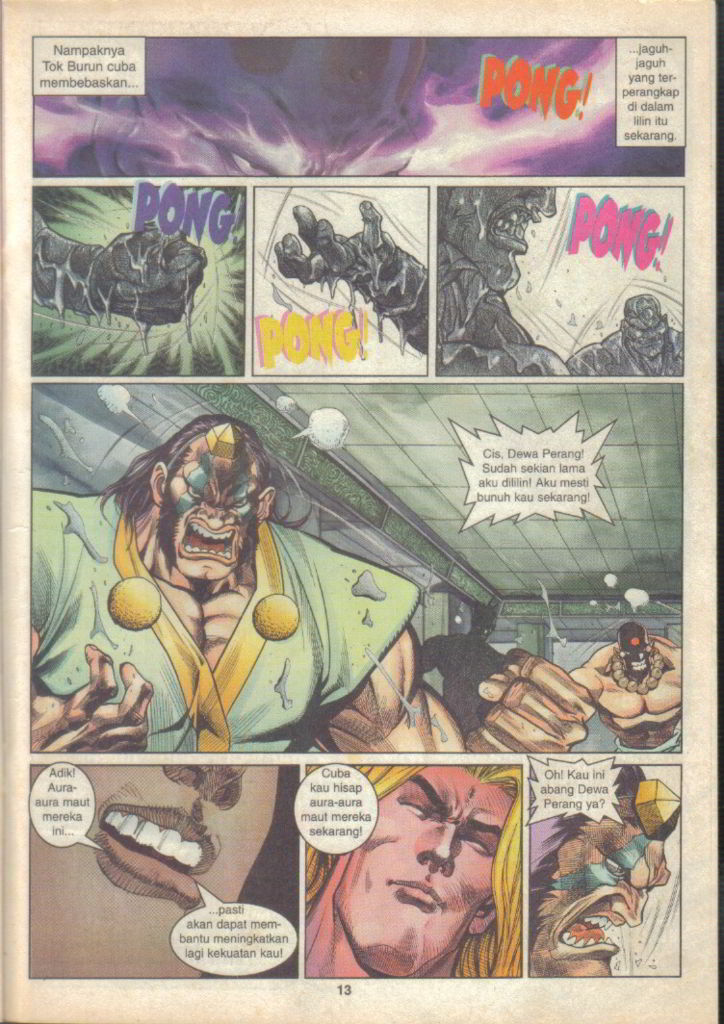 Nampaknya
Tok Burun cuba
membebaskan...
PONG!
...jaguh-
jaguh
yang ter-
perangkap
di dalam
lilin itu
sekarang.
PONG!
PONG!
PONG!
Cis, Dewa Perang!
Sudah sekian lama
aku dililin! Aku mesti
bunuh kau sekarang!
Adik!
Aura-
aura maut
mereka
ini...
...pasti
akan dapat mem-
bantu meningkatkan
lagi kekuatan kau!
Cuba
kau hisap
aura-aura
maut mereka
sekarang!
Oh! Kau ini
abang Dewa
Perang ya?
13